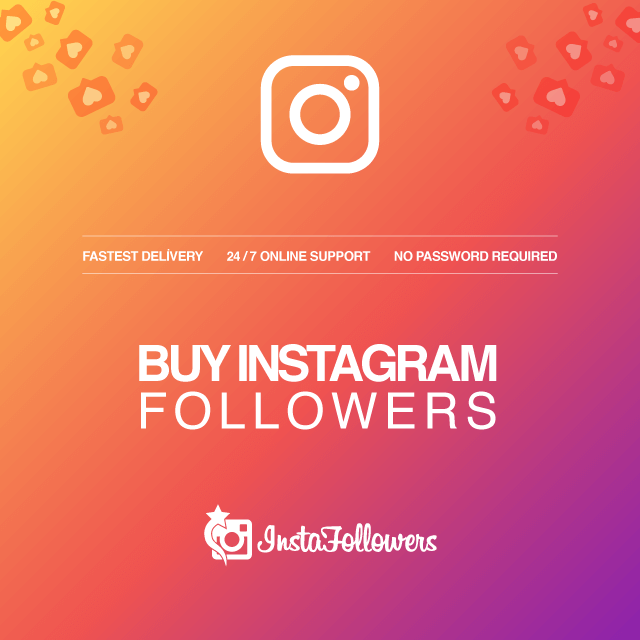 FASTEST DELİVERY 24/7 ONLINE SUPPORT NO PASSWORD REQUIRED
BUY INSTAGRAM
FOLLOWERS
InstaFollowers